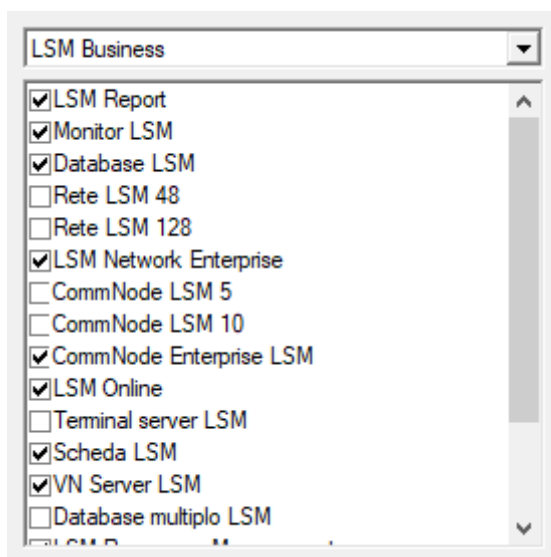 LSM Business
LSM Report
Monitor LSM
Database LSM
Rete LSM 48
Rete LSM 128
LSM Network Enterprise
CommNode LSM 5
CommNode LSM 10
CommNode Enterprise LSM
LSM Online
Terminal server LSM
Scheda LSM
VN Server LSM
Database multiplo LSM